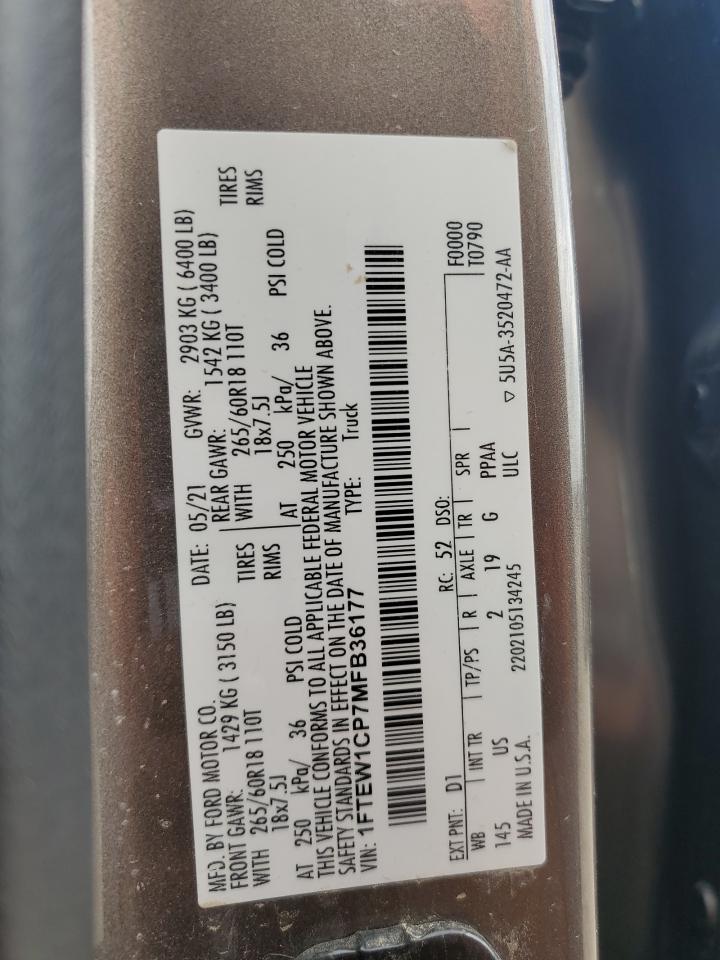 MFD. BY FORD MOTOR CO. DATE: 05/21 GVWR: 2903 KG ( 6400 LB)
FRONT GAWR: 1429 KG ( 3150 LB) REAR GAWR: 1542 KG ( 3400 LB)
WITH 265/60R18 110T TIRES WITH 265/60R18 110T TIRES
18x7.5J RIMS 18x7.5J RIMS
AT 250 kPa/ 36 PSI COLD AT 250 kPa/ 36 PSI COLD
THIS VEHICLE CONFORMS TO ALL APPLICABLE FEDERAL MOTOR VEHICLE
SAFETY STANDARDS IN EFFECT ON THE DATE OF MANUFACTURE SHOWN ABOVE.
VIN: 1FTEW1CP7MFB36177 TYPE: Truck
EXT PNT: D1 RC: 52 DSO: F0000
WB INT TR TP/PS R AXLE TR SPR T0790
145 US 2 19 G PPAA
2202105134245 ULC
MADE IN U.S.A. ▽ 5U5A-3520472-AA